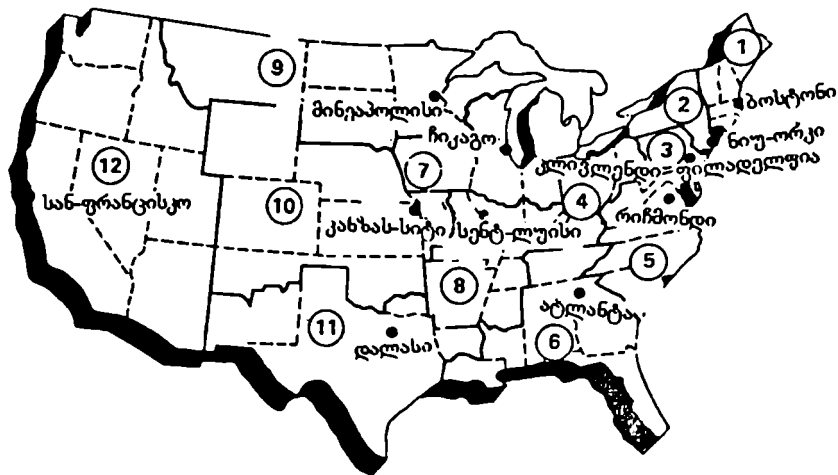 1
9
2
ბოსტონი
მინეაპოლისი
ჩიკაგო
ნიუ-ორკი
3
12
7
კლივლენდი
ფილადელფია
სან-ფრანცისკო
10
4
რიჩმონდი
კანზას-სიტი
სენტ-ლუისი
5
8
ატლანტა
11
დალასი
6